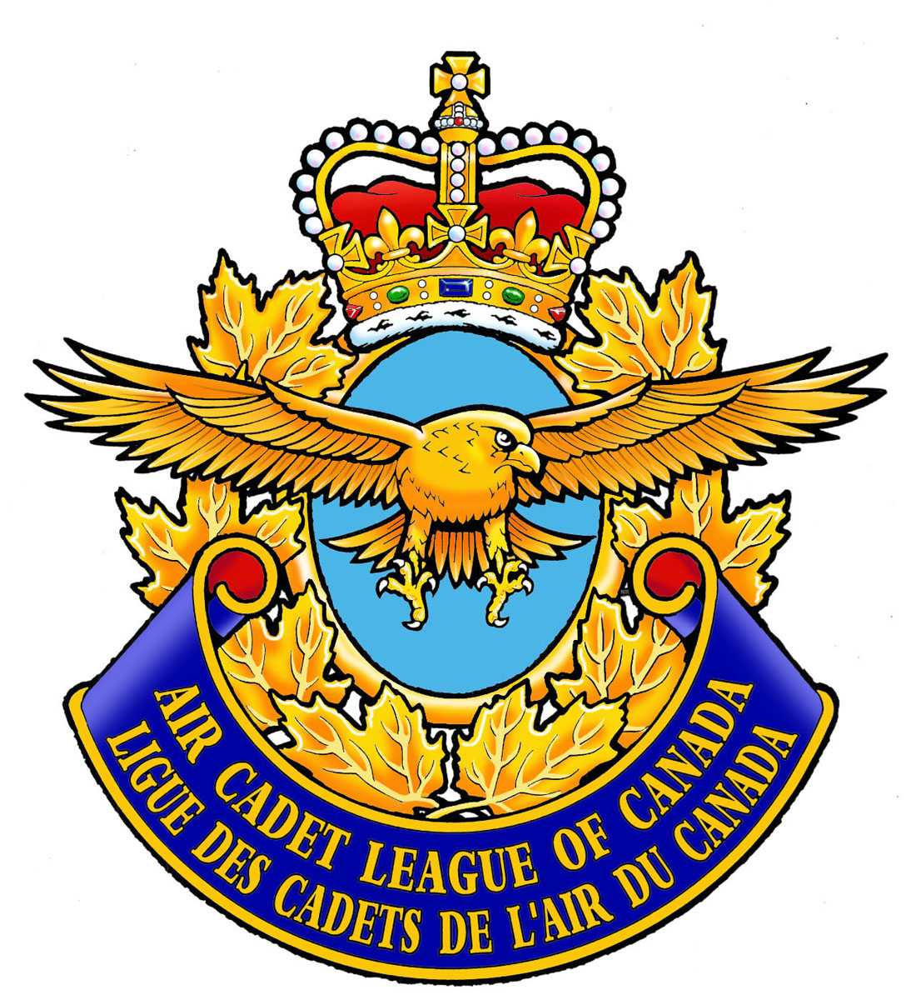 AIR CADET LEAGUE OF CANADA
LIGUE DES CADETS DE L'AIR DU CANADA